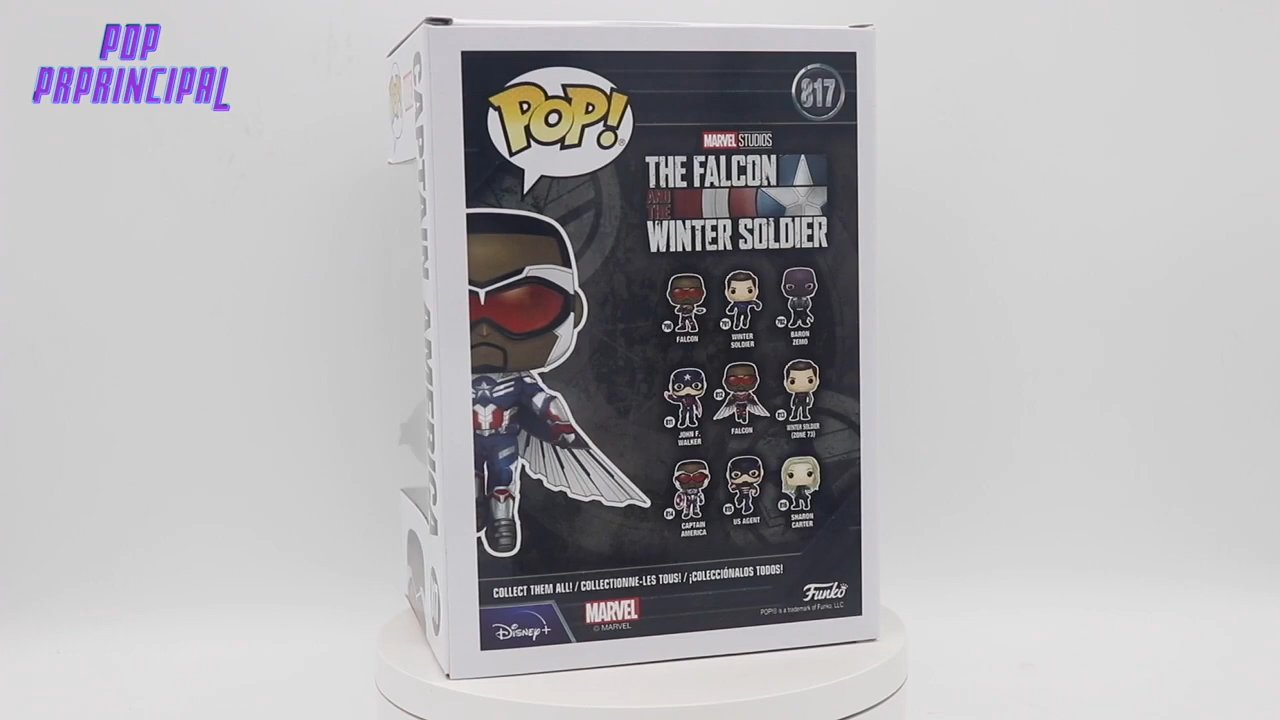 POP
PRPRINCIPAL
POP!
817
MARVEL STUDIOS
THE FALCON
AND THE
WINTER SOLDIER
FALCON
WINTER SOLDIER
BARON ZEMO
JOHN F. WALKER
812
FALCON
WINTER SOLDIER (ZONE 73)
814
CAPTAIN AMERICA
US AGENT
SHARON CARTER
COLLECT THEM ALL! / COLLECTIONNE-LES TOUS! / ¡COLECCIÓNALOS TODOS!
Disney+
MARVEL
© MARVEL
Funko
POP!® is a trademark of Funko, LLC
CAPTAIN AMERICA